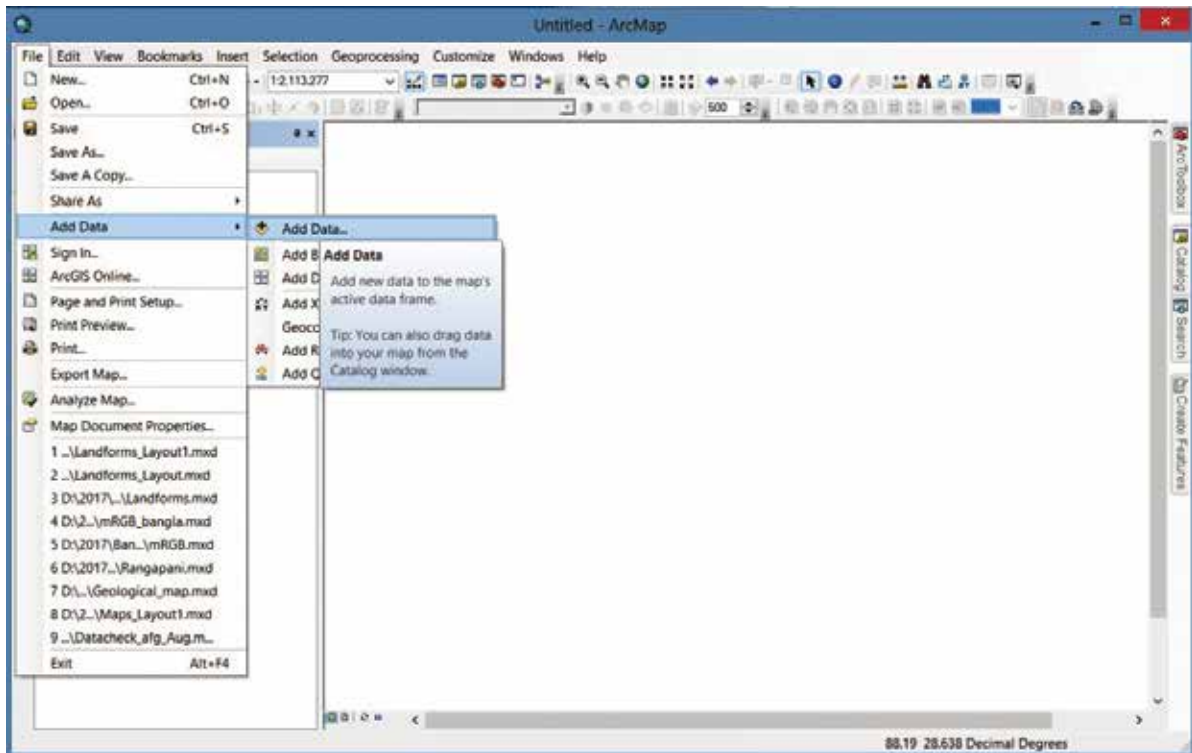 Untitled - ArcMap
File Edit View Bookmarks Insert Selection Geoprocessing Customize Windows Help
New... Ctrl+N
1:2,113,277
Open... Ctrl+O
500
Save Ctrl+S
Save As...
Save A Copy...
Share As
Add Data
Sign In...
ArcGIS Online...
Page and Print Setup...
Print Preview...
Print...
Export Map...
Analyze Map...
Map Document Properties...
1 ...\Landforms_Layout1.mxd
2 ...\Landforms_Layout.mxd
3 D:\2017\...\Landforms.mxd
4 D:\2...\mRGB_bangla.mxd
5 D:\2017\Ban...\mRGB.mxd
6 D:\2017...\Rangapani.mxd
7 D:\...\Geological_map.mxd
8 D:\2...\Maps_Layout1.mxd
9 ...\Datacheck_afg_Aug.m...
Exit Alt+F4
Add Data...
Add B
Add D
Add X
Geoco
Add R
Add Q
Add Data
Add new data to the map's
active data frame.
Tip: You can also drag data
into your map from the
Catalog window.
ArcToolbox
Catalog
Search
Create Features
88.19 28.638 Decimal Degrees